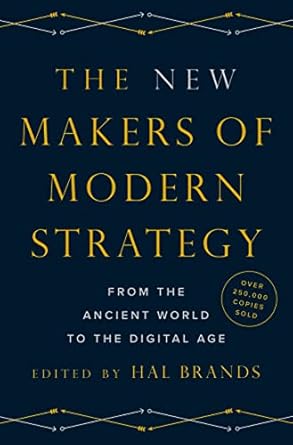 THE NEW
MAKERS OF
MODERN
STRATEGY
FROM THE
ANCIENT WORLD
TO THE DIGITAL AGE
OVER
250,000
COPIES
SOLD
EDITED BY HAL BRANDS